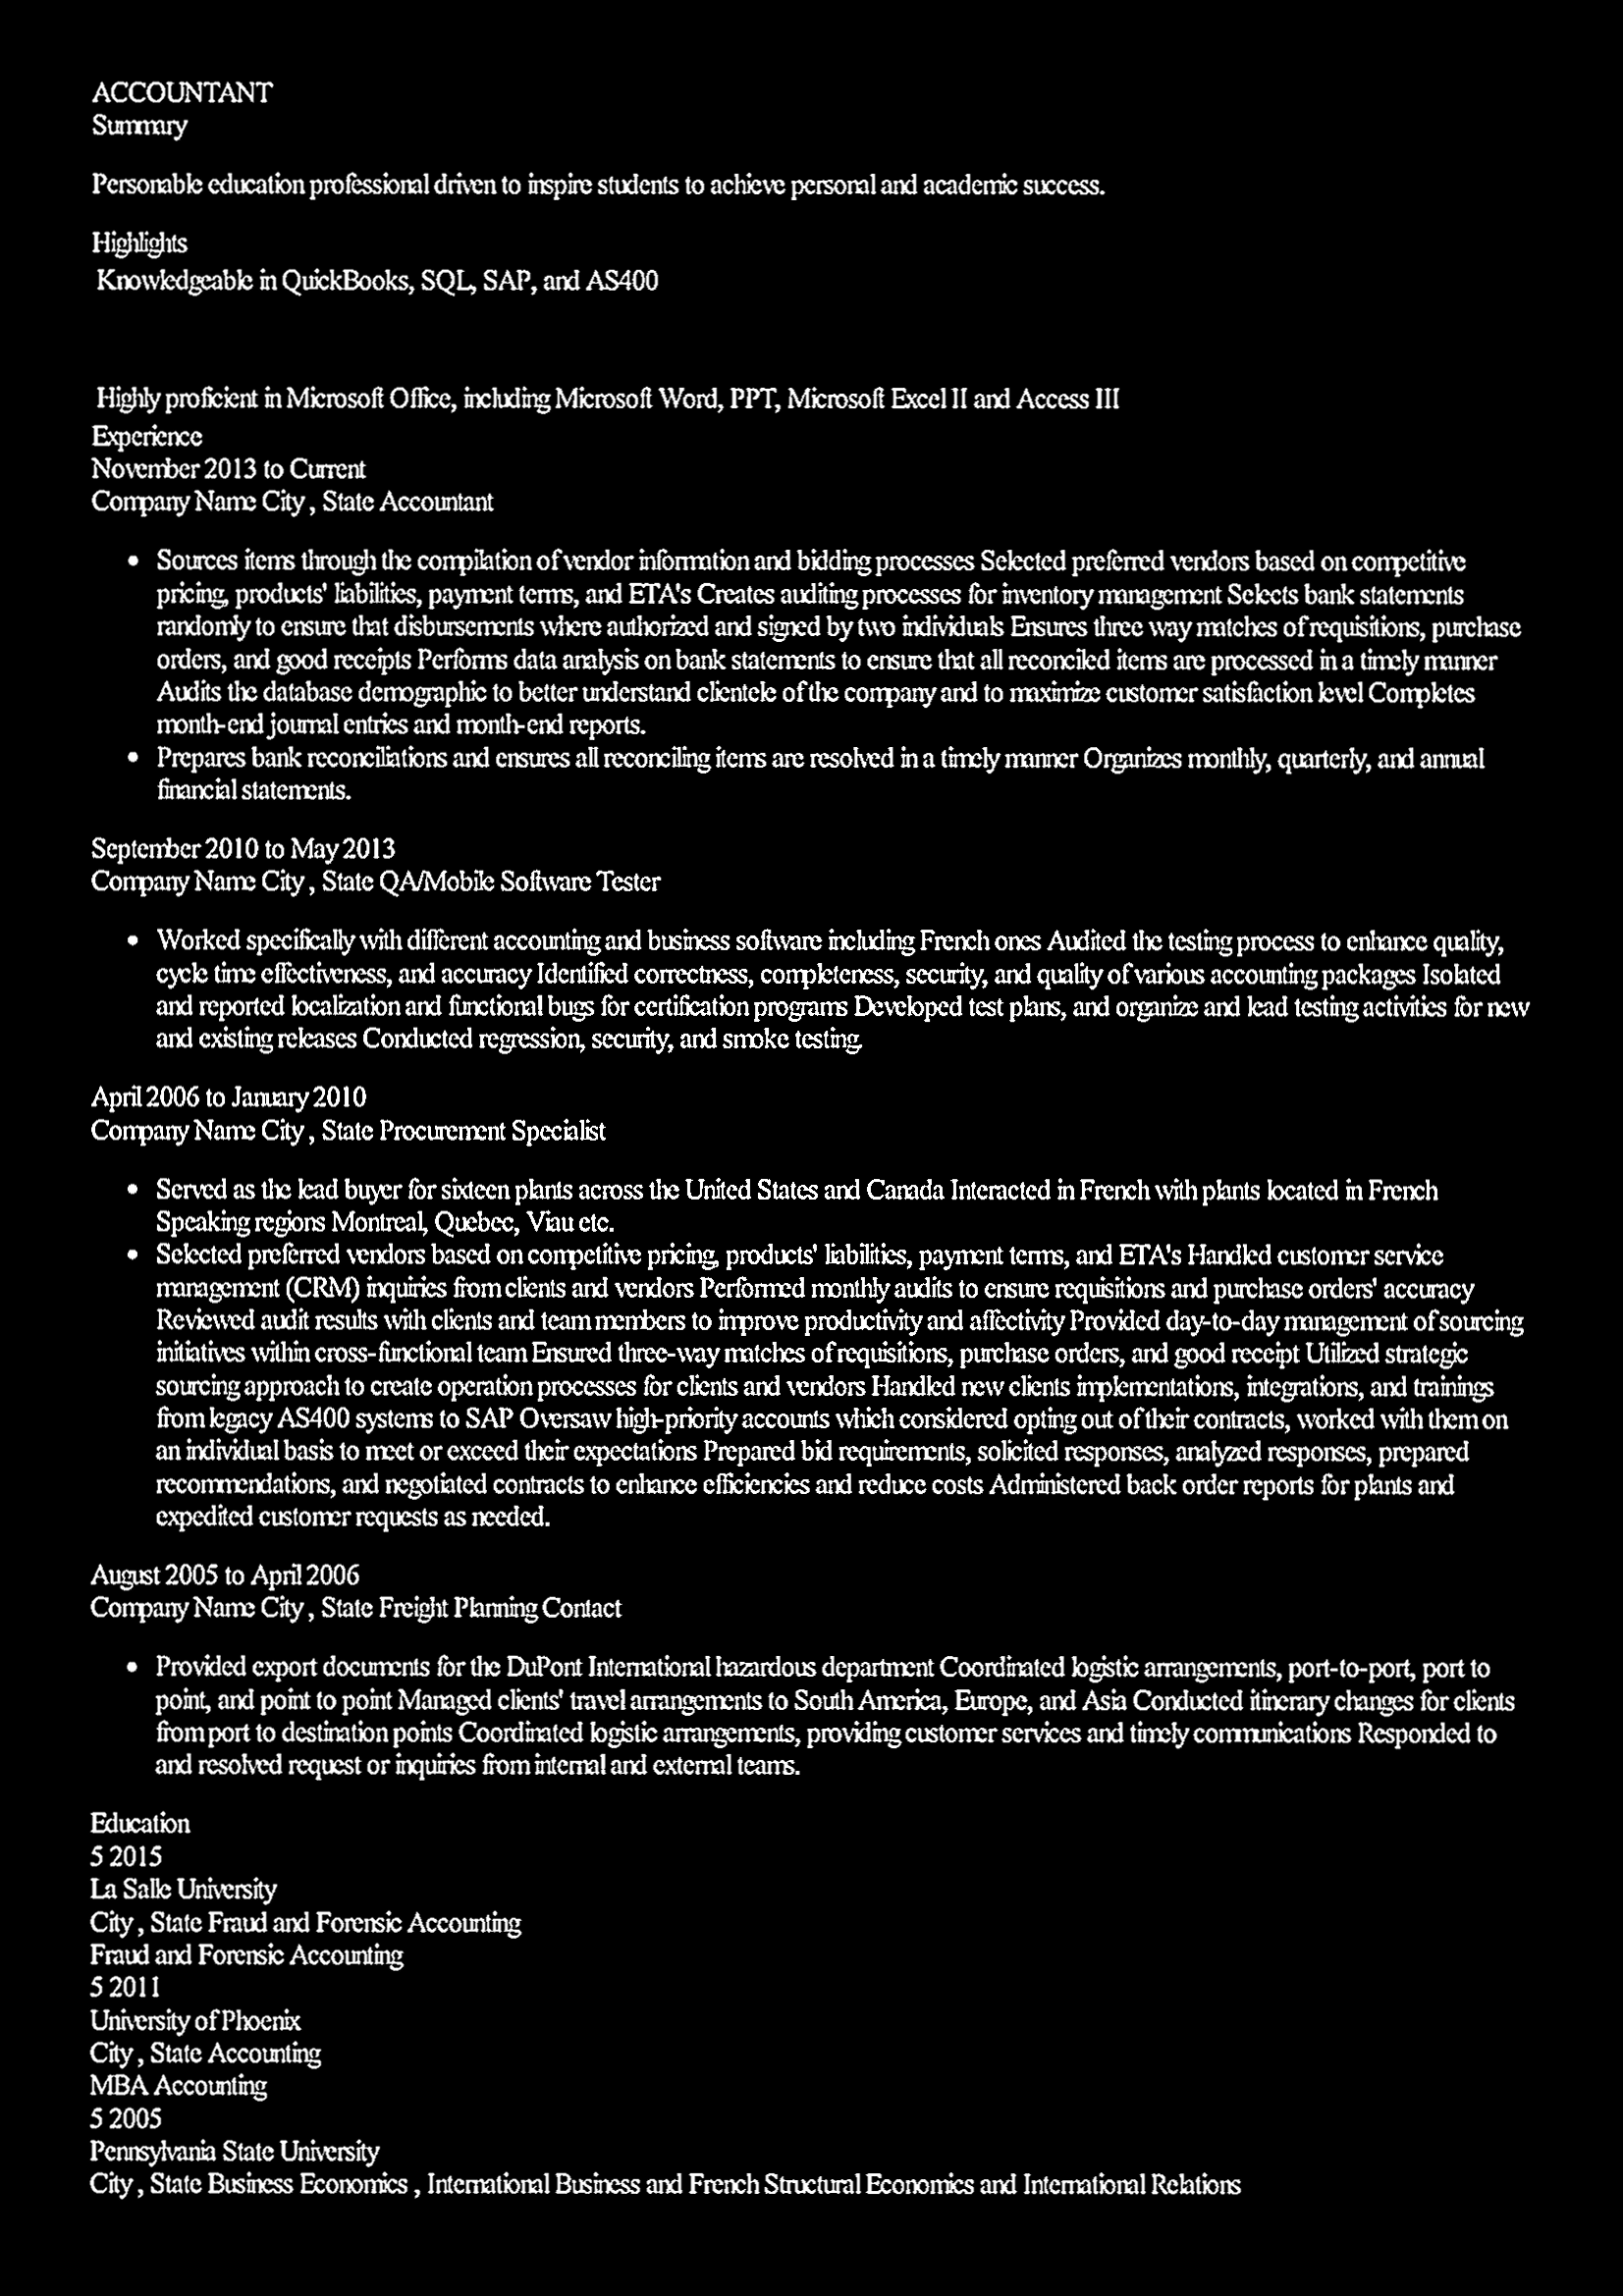 ACCOUNTANT
Summary
Personable education professional driven to inspire students to achieve personal and academic success.
Highlights
Knowledgeable in QuickBooks, SQL, SAP, and AS400
Highly proficient in Microsoft Office, including Microsoft Word, PPT, Microsoft Excel II and Access III
Experience
November 2013 to Current
Company Name City , State Accountant
• Sources items through the compilation of vendor information and bidding processes Selected preferred vendors based on competitive
pricing, products' liabilities, payment terms, and ETA's Creates auditing processes for inventory management Selects bank statements
randomly to ensure that disbursements where authorized and signed by two individuals Ensures three way matches of requisitions, purchase
orders, and good receipts Performs data analysis on bank statements to ensure that all reconciled items are processed in a timely manner
Audits the database demographic to better understand clientele of the company and to maximize customer satisfaction level Completes
month-end journal entries and month-end reports.
• Prepares bank reconciliations and ensures all reconciling items are resolved in a timely manner Organizes monthly, quarterly, and annual
financial statements.
September 2010 to May 2013
Company Name City , State QA/Mobile Software Tester
• Worked specifically with different accounting and business software including French ones Audited the testing process to enhance quality,
cycle time effectiveness, and accuracy Identified correctness, completeness, security, and quality of various accounting packages Isolated
and reported localization and functional bugs for certification programs Developed test plans, and organize and lead testing activities for new
and existing releases Conducted regression, security, and smoke testing.
April 2006 to January 2010
Company Name City , State Procurement Specialist
• Served as the lead buyer for sixteen plants across the United States and Canada Interacted in French with plants located in French
Speaking regions Montreal, Quebec, Viau etc.
• Selected preferred vendors based on competitive pricing, products' liabilities, payment terms, and ETA's Handled customer service
management (CRM) inquiries from clients and vendors Performed monthly audits to ensure requisitions and purchase orders' accuracy
Reviewed audit results with clients and team members to improve productivity and affectivity Provided day-to-day management of sourcing
initiatives within cross-functional team Ensured three-way matches of requisitions, purchase orders, and good receipt Utilized strategic
sourcing approach to create operation processes for clients and vendors Handled new clients implementations, integrations, and trainings
from legacy AS400 systems to SAP Oversaw high-priority accounts which considered opting out of their contracts, worked with them on
an individual basis to meet or exceed their expectations Prepared bid requirements, solicited responses, analyzed responses, prepared
recommendations, and negotiated contracts to enhance efficiencies and reduce costs Administered back order reports for plants and
expedited customer requests as needed.
August 2005 to April 2006
Company Name City , State Freight Planning Contact
• Provided export documents for the DuPont International hazardous department Coordinated logistic arrangements, port-to-port, port to
point, and point to point Managed clients' travel arrangements to South America, Europe, and Asia Conducted itinerary changes for clients
from port to destination points Coordinated logistic arrangements, providing customer services and timely communications Responded to
and resolved request or inquiries from internal and external teams.
Education
5 2015
La Salle University
City , State Fraud and Forensic Accounting
Fraud and Forensic Accounting
5 2011
University of Phoenix
City , State Accounting
MBA Accounting
5 2005
Pennsylvania State University
City , State Business Economics , International Business and French Structural Economics and International Relations